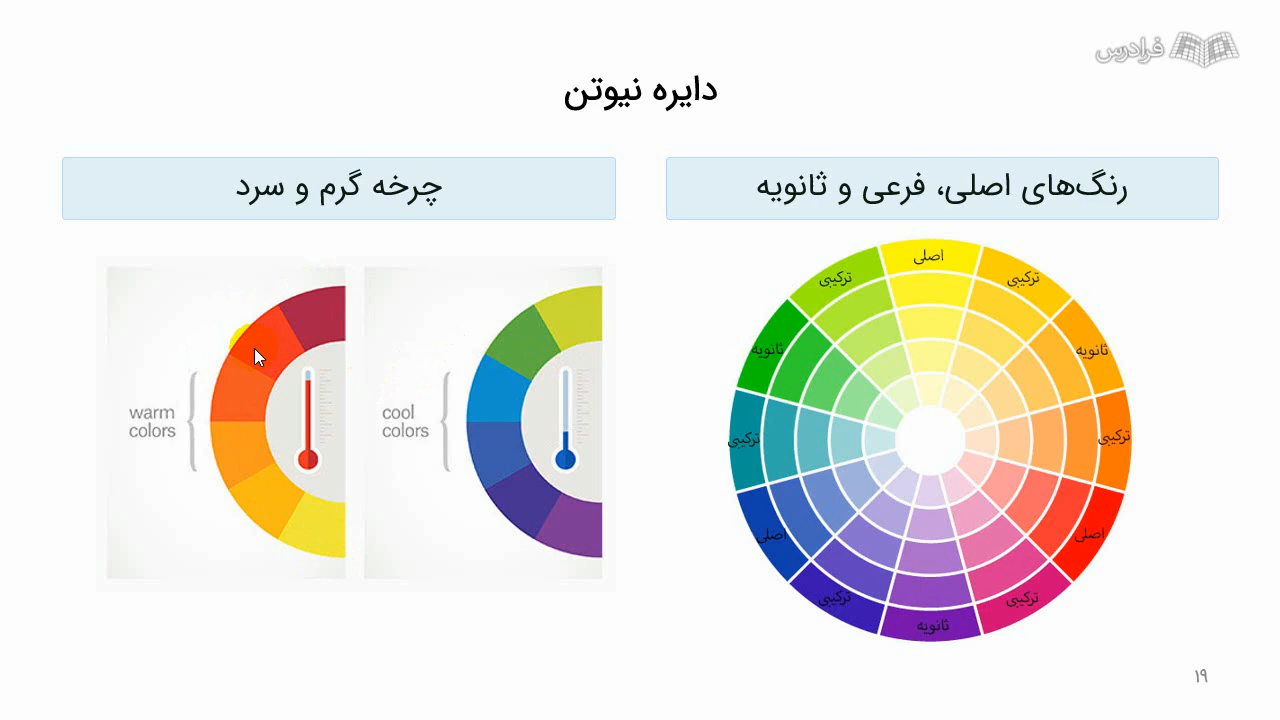 فرادرس
دایره نیوتن
رنگ‌های اصلی، فرعی و ثانویه
چرخه گرم و سرد
اصلی
ترکیبی
ترکیبی
ثانویه
ثانویه
ترکیبی
ترکیبی
اصلی
اصلی
ترکیبی
ترکیبی
ثانویه
warm
colors
cool
colors
۱۹